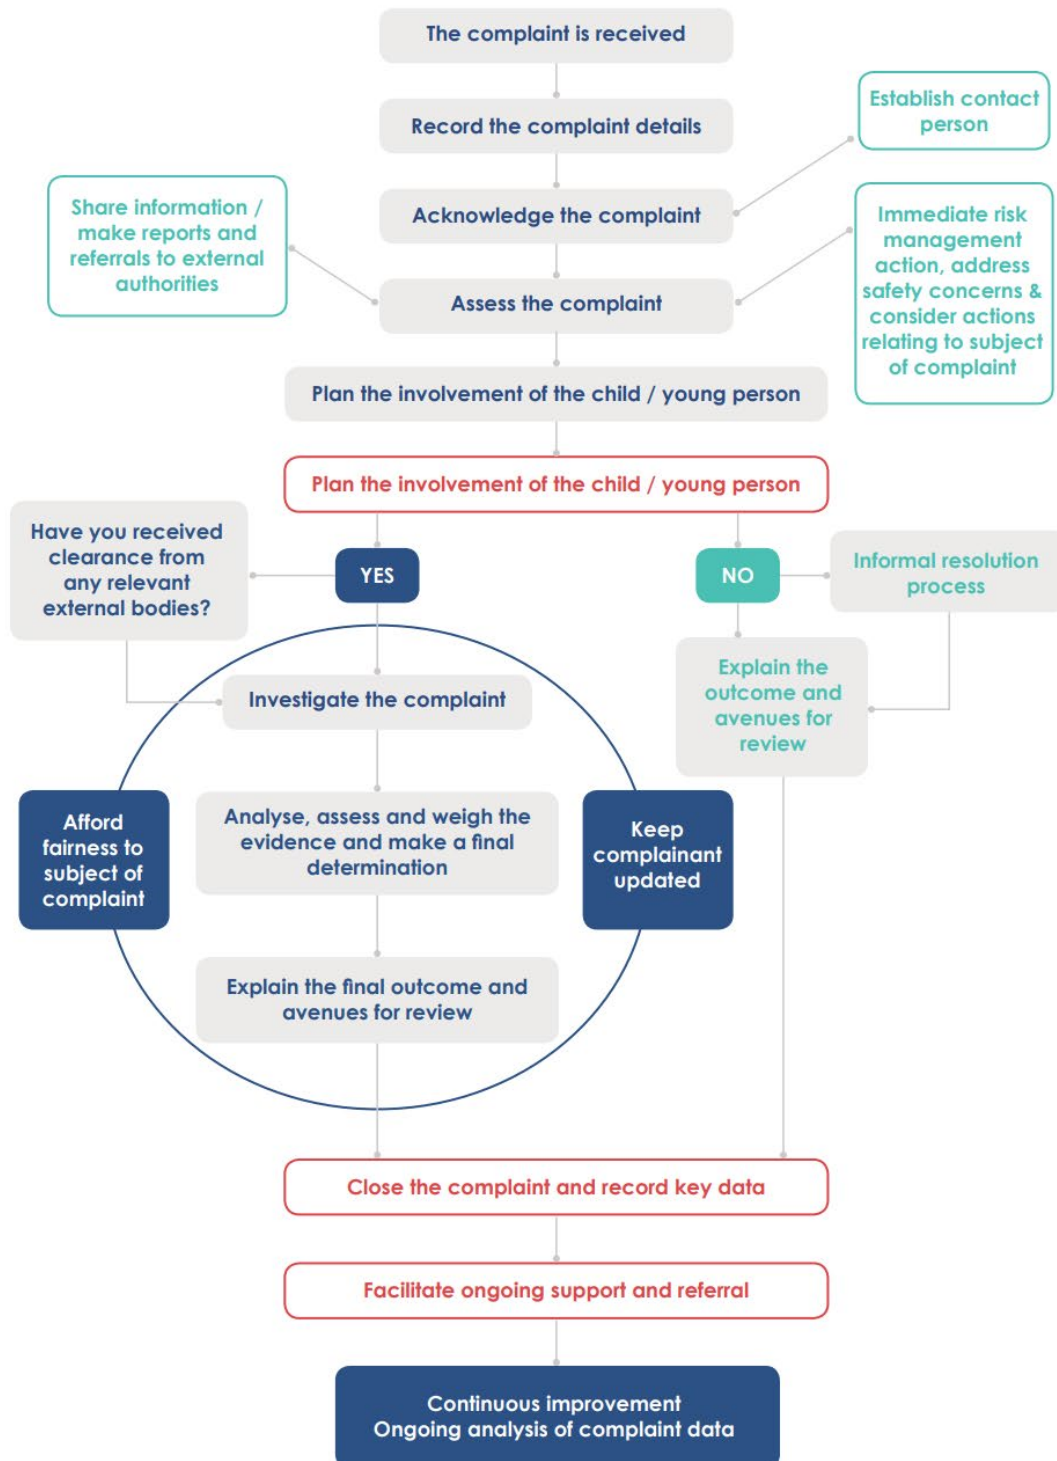 The complaint is received
Record the complaint details
Establish contact
person
Acknowledge the complaint
Share information /
make reports and
referrals to external
authorities
Immediate risk
management
action, address
safety concerns &
consider actions
relating to subject
of complaint
Assess the complaint
Plan the involvement of the child / young person
Plan the involvement of the child / young person
Have you received
clearance from
any relevant
external bodies?
YES
NO
Informal resolution
process
Investigate the complaint
Explain the
outcome and
avenues for
review
Afford
fairness to
subject of
complaint
Analyse, assess and weigh the
evidence and make a final
determination
Keep
complainant
updated
Explain the final outcome and
avenues for review
Close the complaint and record key data
Facilitate ongoing support and referral
Continuous improvement
Ongoing analysis of complaint data